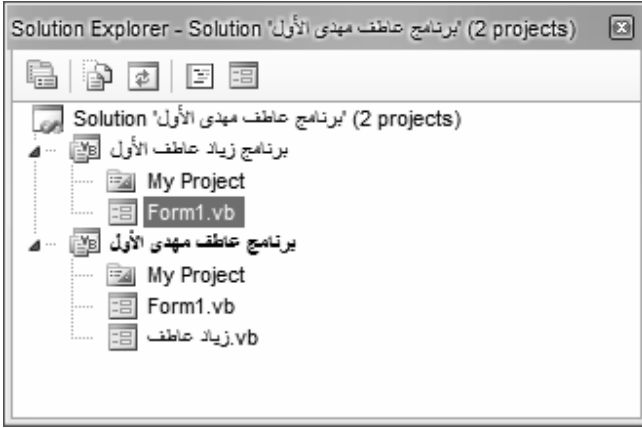 Solution Explorer - Solution 'برنامج عاطف مهدى الأول' (2 projects)
Solution 'برنامج عاطف مهدى الأول' (2 projects)
برنامج زياد عاطف الأول
My Project
Form1.vb
برنامج عاطف مهدى الأول
My Project
Form1.vb
زياد عاطف.vb